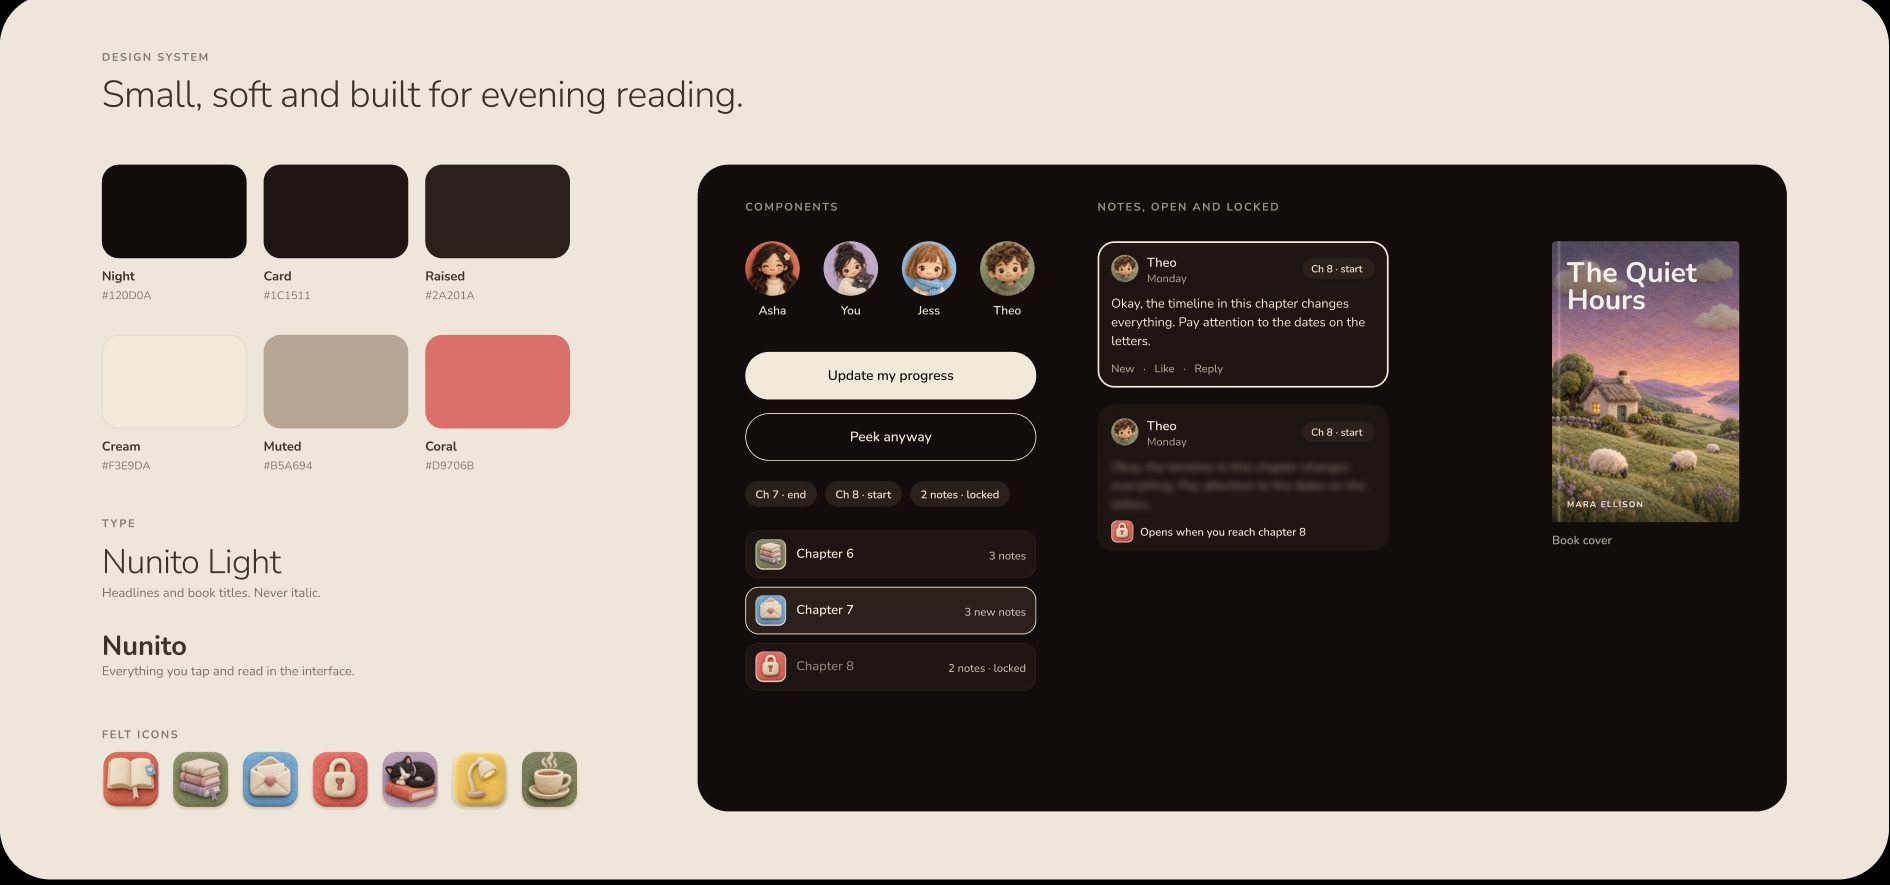 DESIGN SYSTEM
Small, soft and built for evening reading.
Night
#120D0A
Card
#1C1511
Raised
#2A201A
Cream
#F3E9DA
Muted
#B5A694
Coral
#D9706B
TYPE
Nunito Light
Headlines and book titles. Never italic.
Nunito
Everything you tap and read in the interface.
FELT ICONS
COMPONENTS
Asha
You
Jess
Theo
Update my progress
Peek anyway
Ch 7 · end
Ch 8 · start
2 notes · locked
Chapter 6
3 notes
Chapter 7
3 new notes
Chapter 8
2 notes · locked
NOTES, OPEN AND LOCKED
Theo
Monday
Ch 8 · start
Okay, the timeline in this chapter changes
everything. Pay attention to the dates on the
letters.
New · Like · Reply
Theo
Monday
Ch 8 · start
Opens when you reach chapter 8
The Quiet
Hours
MARA ELLISON
Book cover